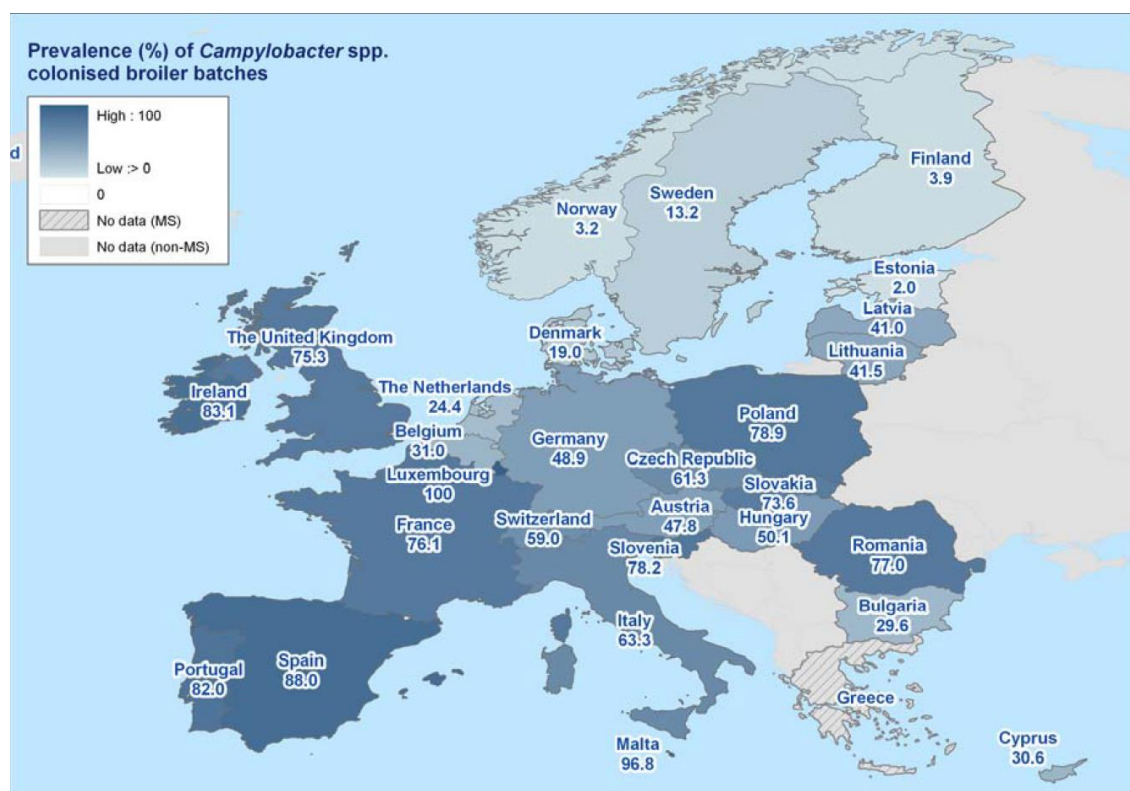 Prevalence (%) of Campylobacter spp.
colonised broiler batches
High : 100
Low :> 0
0
No data (MS)
No data (non-MS)
d
Finland
3.9
Sweden
13.2
Norway
3.2
Estonia
2.0
Latvia
41.0
Lithuania
41.5
Denmark
19.0
The United Kingdom
75.3
Ireland
83.1
The Netherlands
24.4
Belgium
31.0
Luxembourg
100
Germany
48.9
Poland
78.9
Czech Republic
61.3
Slovakia
73.6
Austria
47.8
Hungary
50.1
France
76.1
Switzerland
59.0
Slovenia
78.2
Romania
77.0
Bulgaria
29.6
Italy
63.3
Portugal
82.0
Spain
88.0
Greece
Malta
96.8
Cyprus
30.6